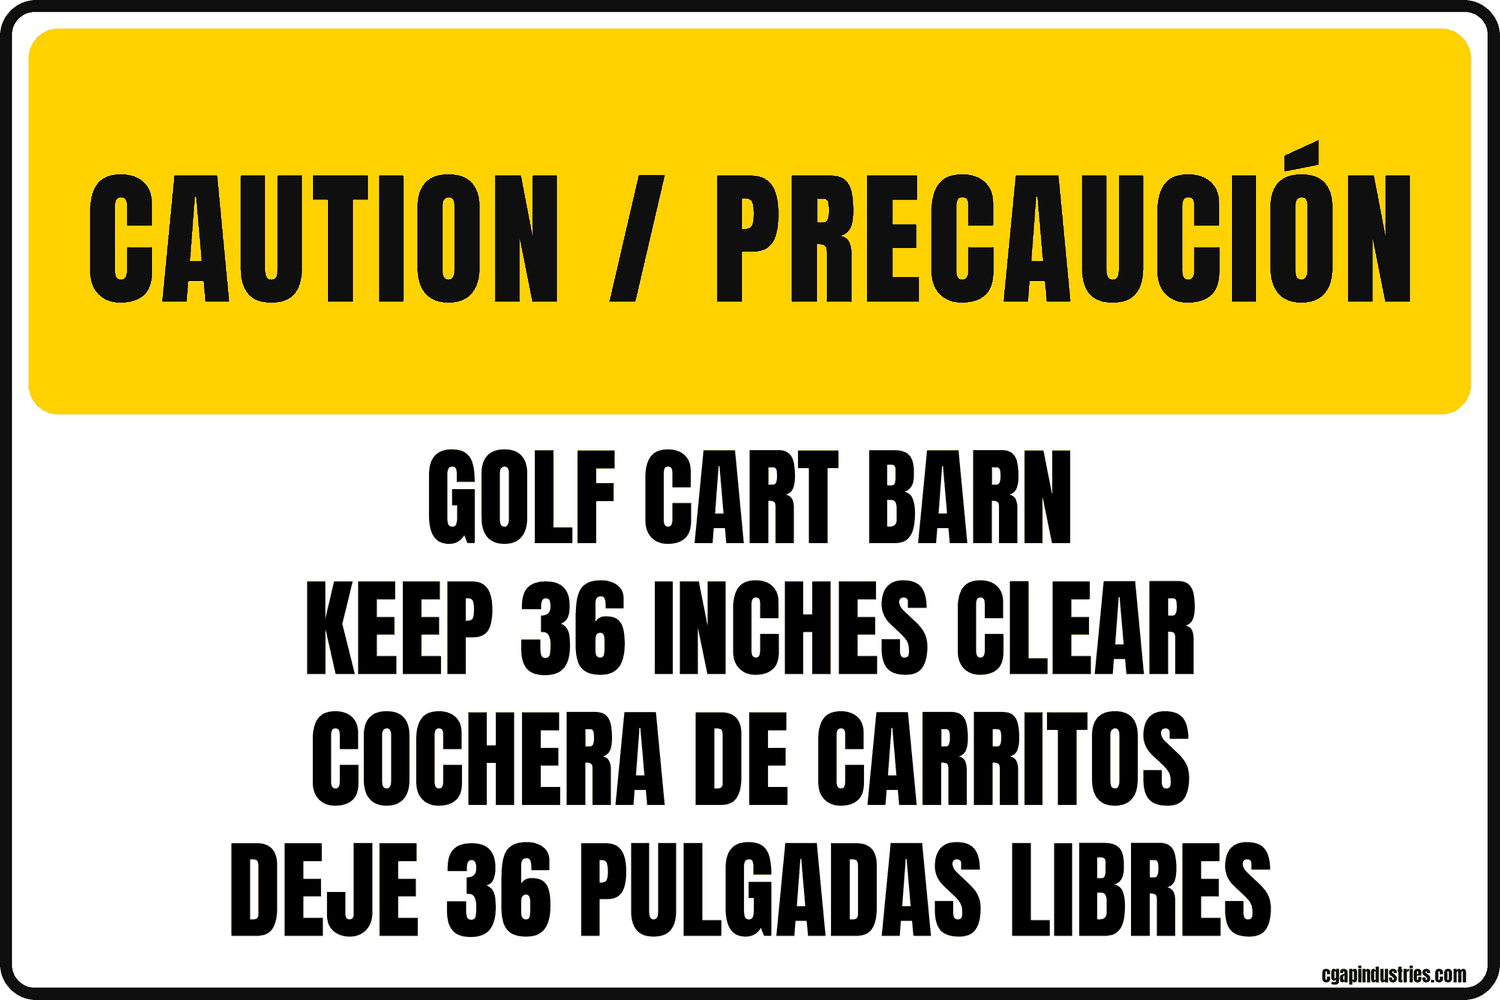 CAUTION / PRECAUCIÓN
GOLF CART BARN
KEEP 36 INCHES CLEAR
COCHERA DE CARRITOS
DEJE 36 PULGADAS LIBRES
cgapindustries.com